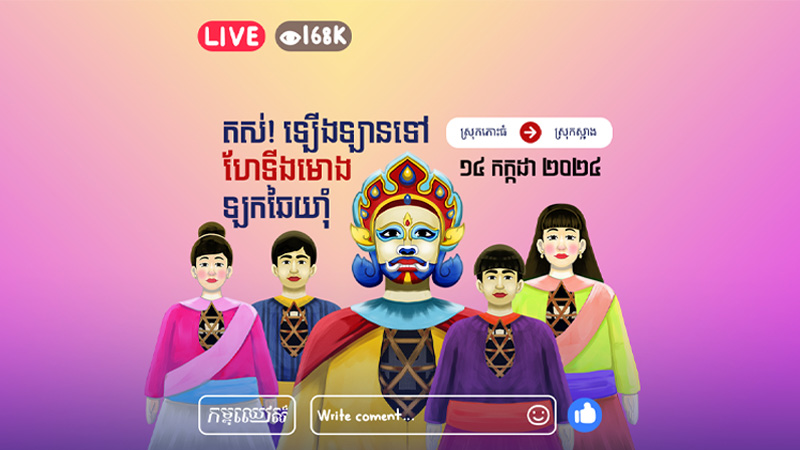 LIVE 168K
តស់! ឡើងឡានទៅ
ហែទីងមោង
ឡកឆៃយ៉ាំ
ស្រុកកោះធំ ស្រុកស្អាង
១៤ កក្កដា ២០២៤
Write coment...